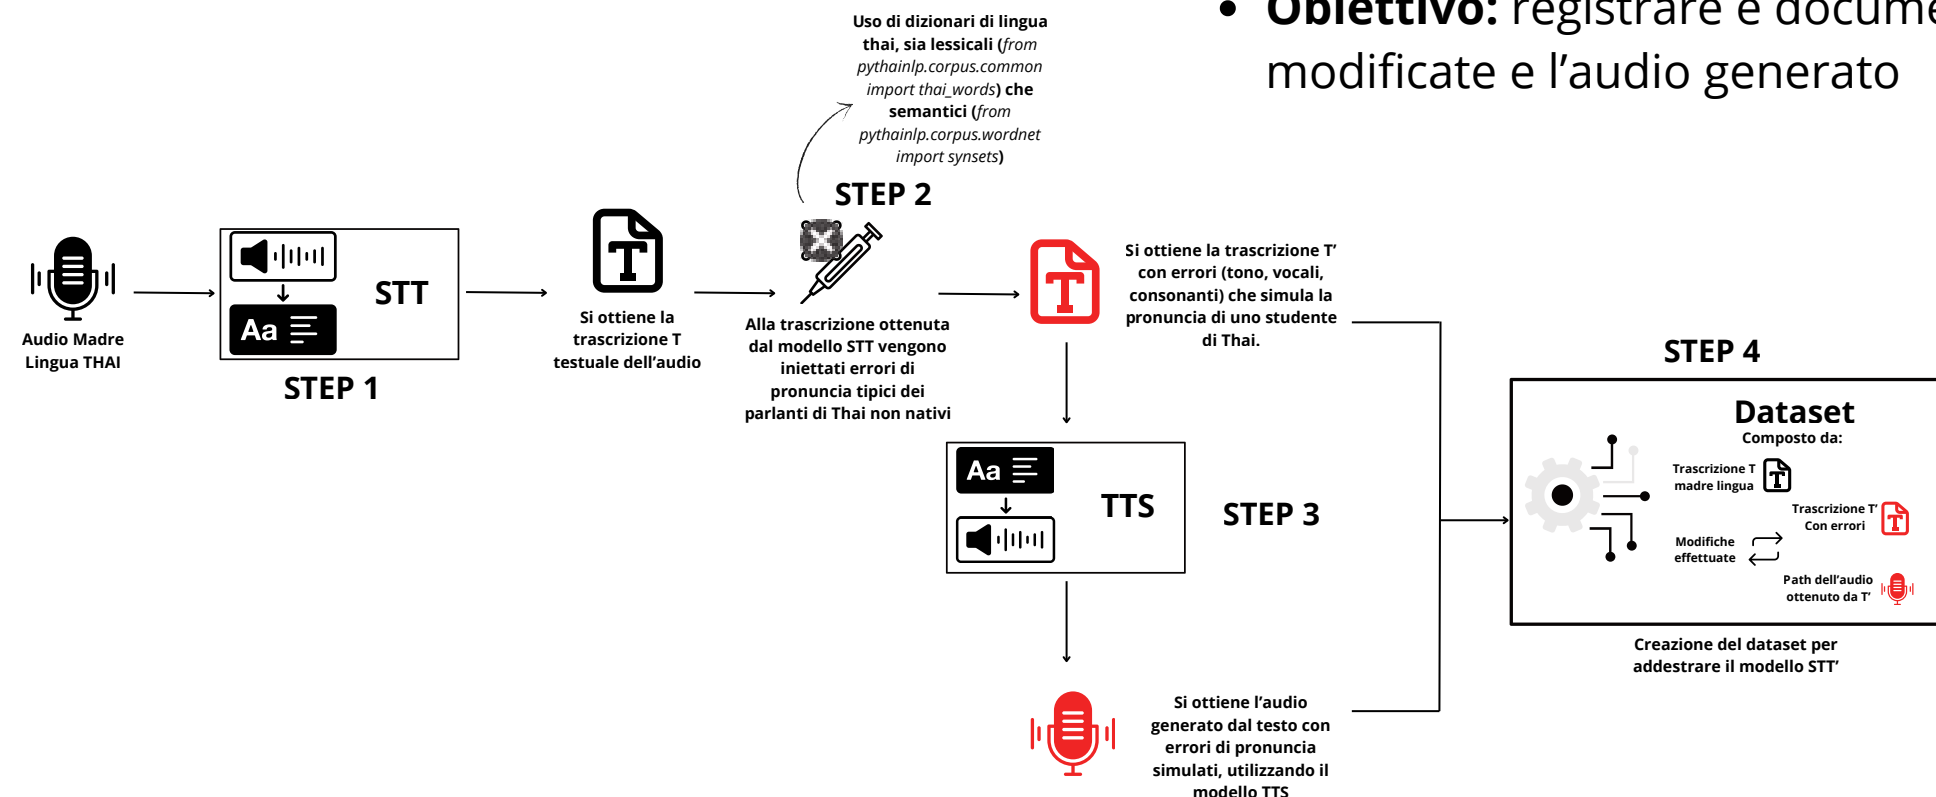 Obiettivo: registrare e docume
modificate e l’audio generato
Uso di dizionari di lingua
thai, sia lessicali (from
pythainlp.corpus.common
import thai_words) che
semantici (from
pythainlp.corpus.wordnet
import synsets)
STEP 2
Audio Madre
Lingua THAI
Aa
STT
STEP 1
T
Si ottiene la
trascrizione T
testuale dell’audio
Alla trascrizione ottenuta
dal modello STT vengono
iniettati errori di
pronuncia tipici dei
parlanti di Thai non nativi
T
Si ottiene la trascrizione T’
con errori (tono, vocali,
consonanti) che simula la
pronuncia di uno studente
di Thai.
Aa
TTS
STEP 3
Si ottiene l’audio
generato dal testo con
errori di pronuncia
simulati, utilizzando il
modello TTS
STEP 4
Dataset
Composto da:
Trascrizione T
madre lingua
T
Trascrizione T’
Con errori
T
Modifiche
effettuate
Path dell’audio
ottenuto da T’
Creazione del dataset per
addestrare il modello STT’